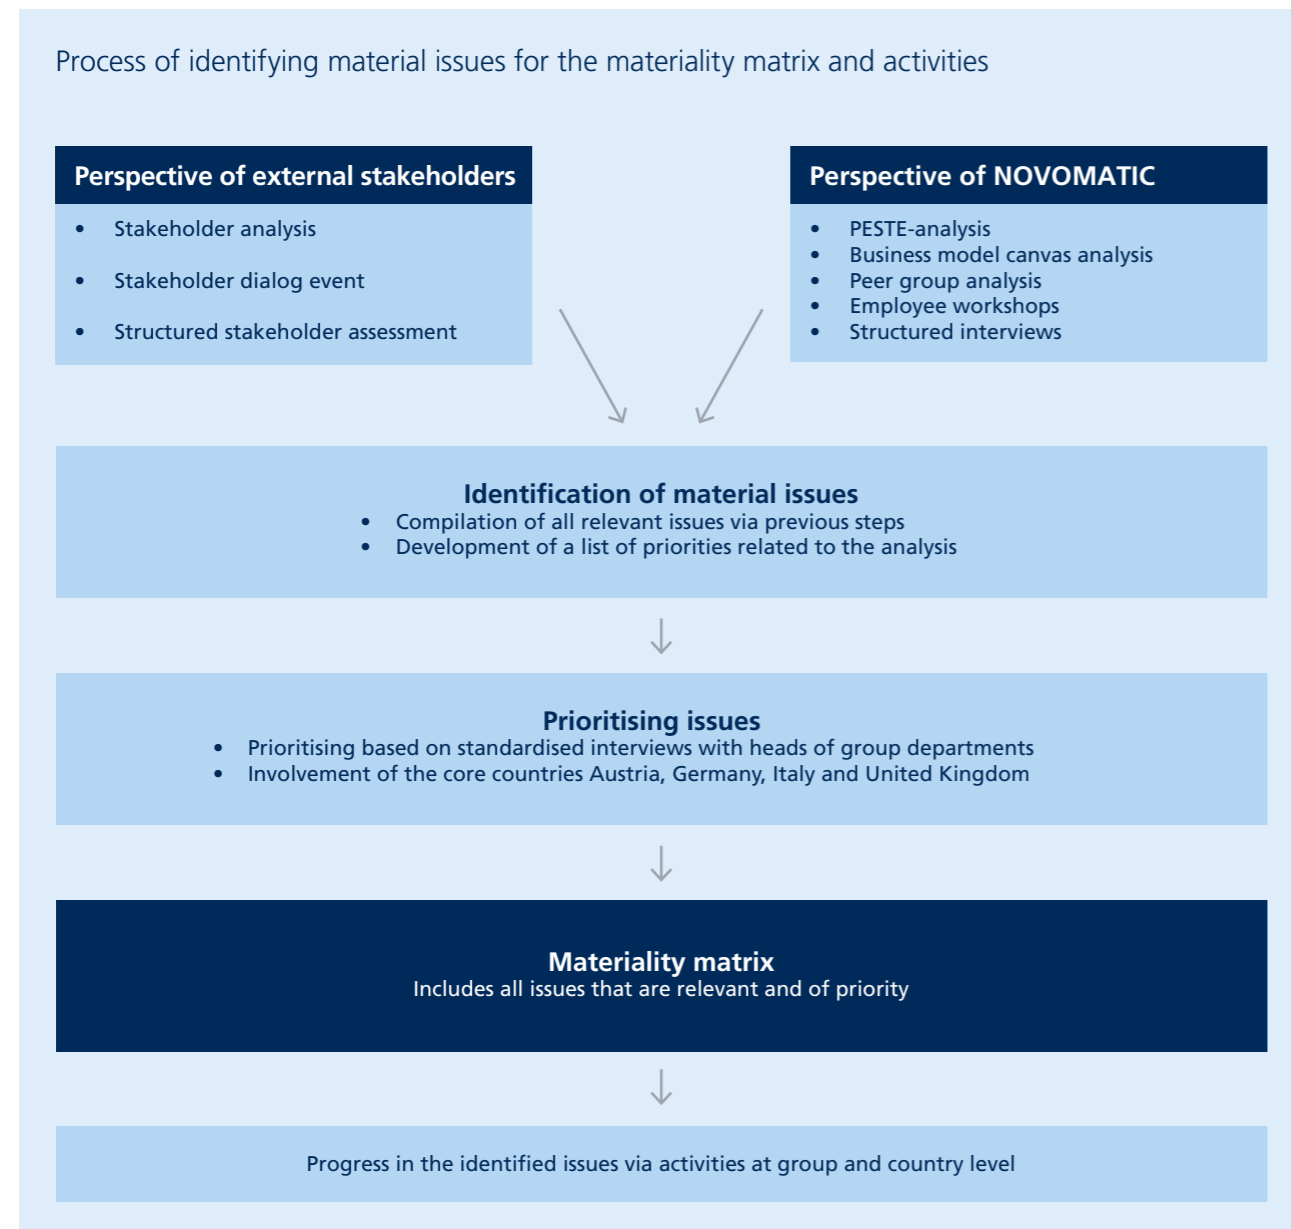 Process of identifying material issues for the materiality matrix and activities
Perspective of external stakeholders
• Stakeholder analysis
• Stakeholder dialog event
• Structured stakeholder assessment
Perspective of NOVOMATIC
• PESTE-analysis
• Business model canvas analysis
• Peer group analysis
• Employee workshops
• Structured interviews
Identification of material issues
• Compilation of all relevant issues via previous steps
• Development of a list of priorities related to the analysis
Prioritising issues
• Prioritising based on standardised interviews with heads of group departments
• Involvement of the core countries Austria, Germany, Italy and United Kingdom
Materiality matrix
Includes all issues that are relevant and of priority
Progress in the identified issues via activities at group and country level